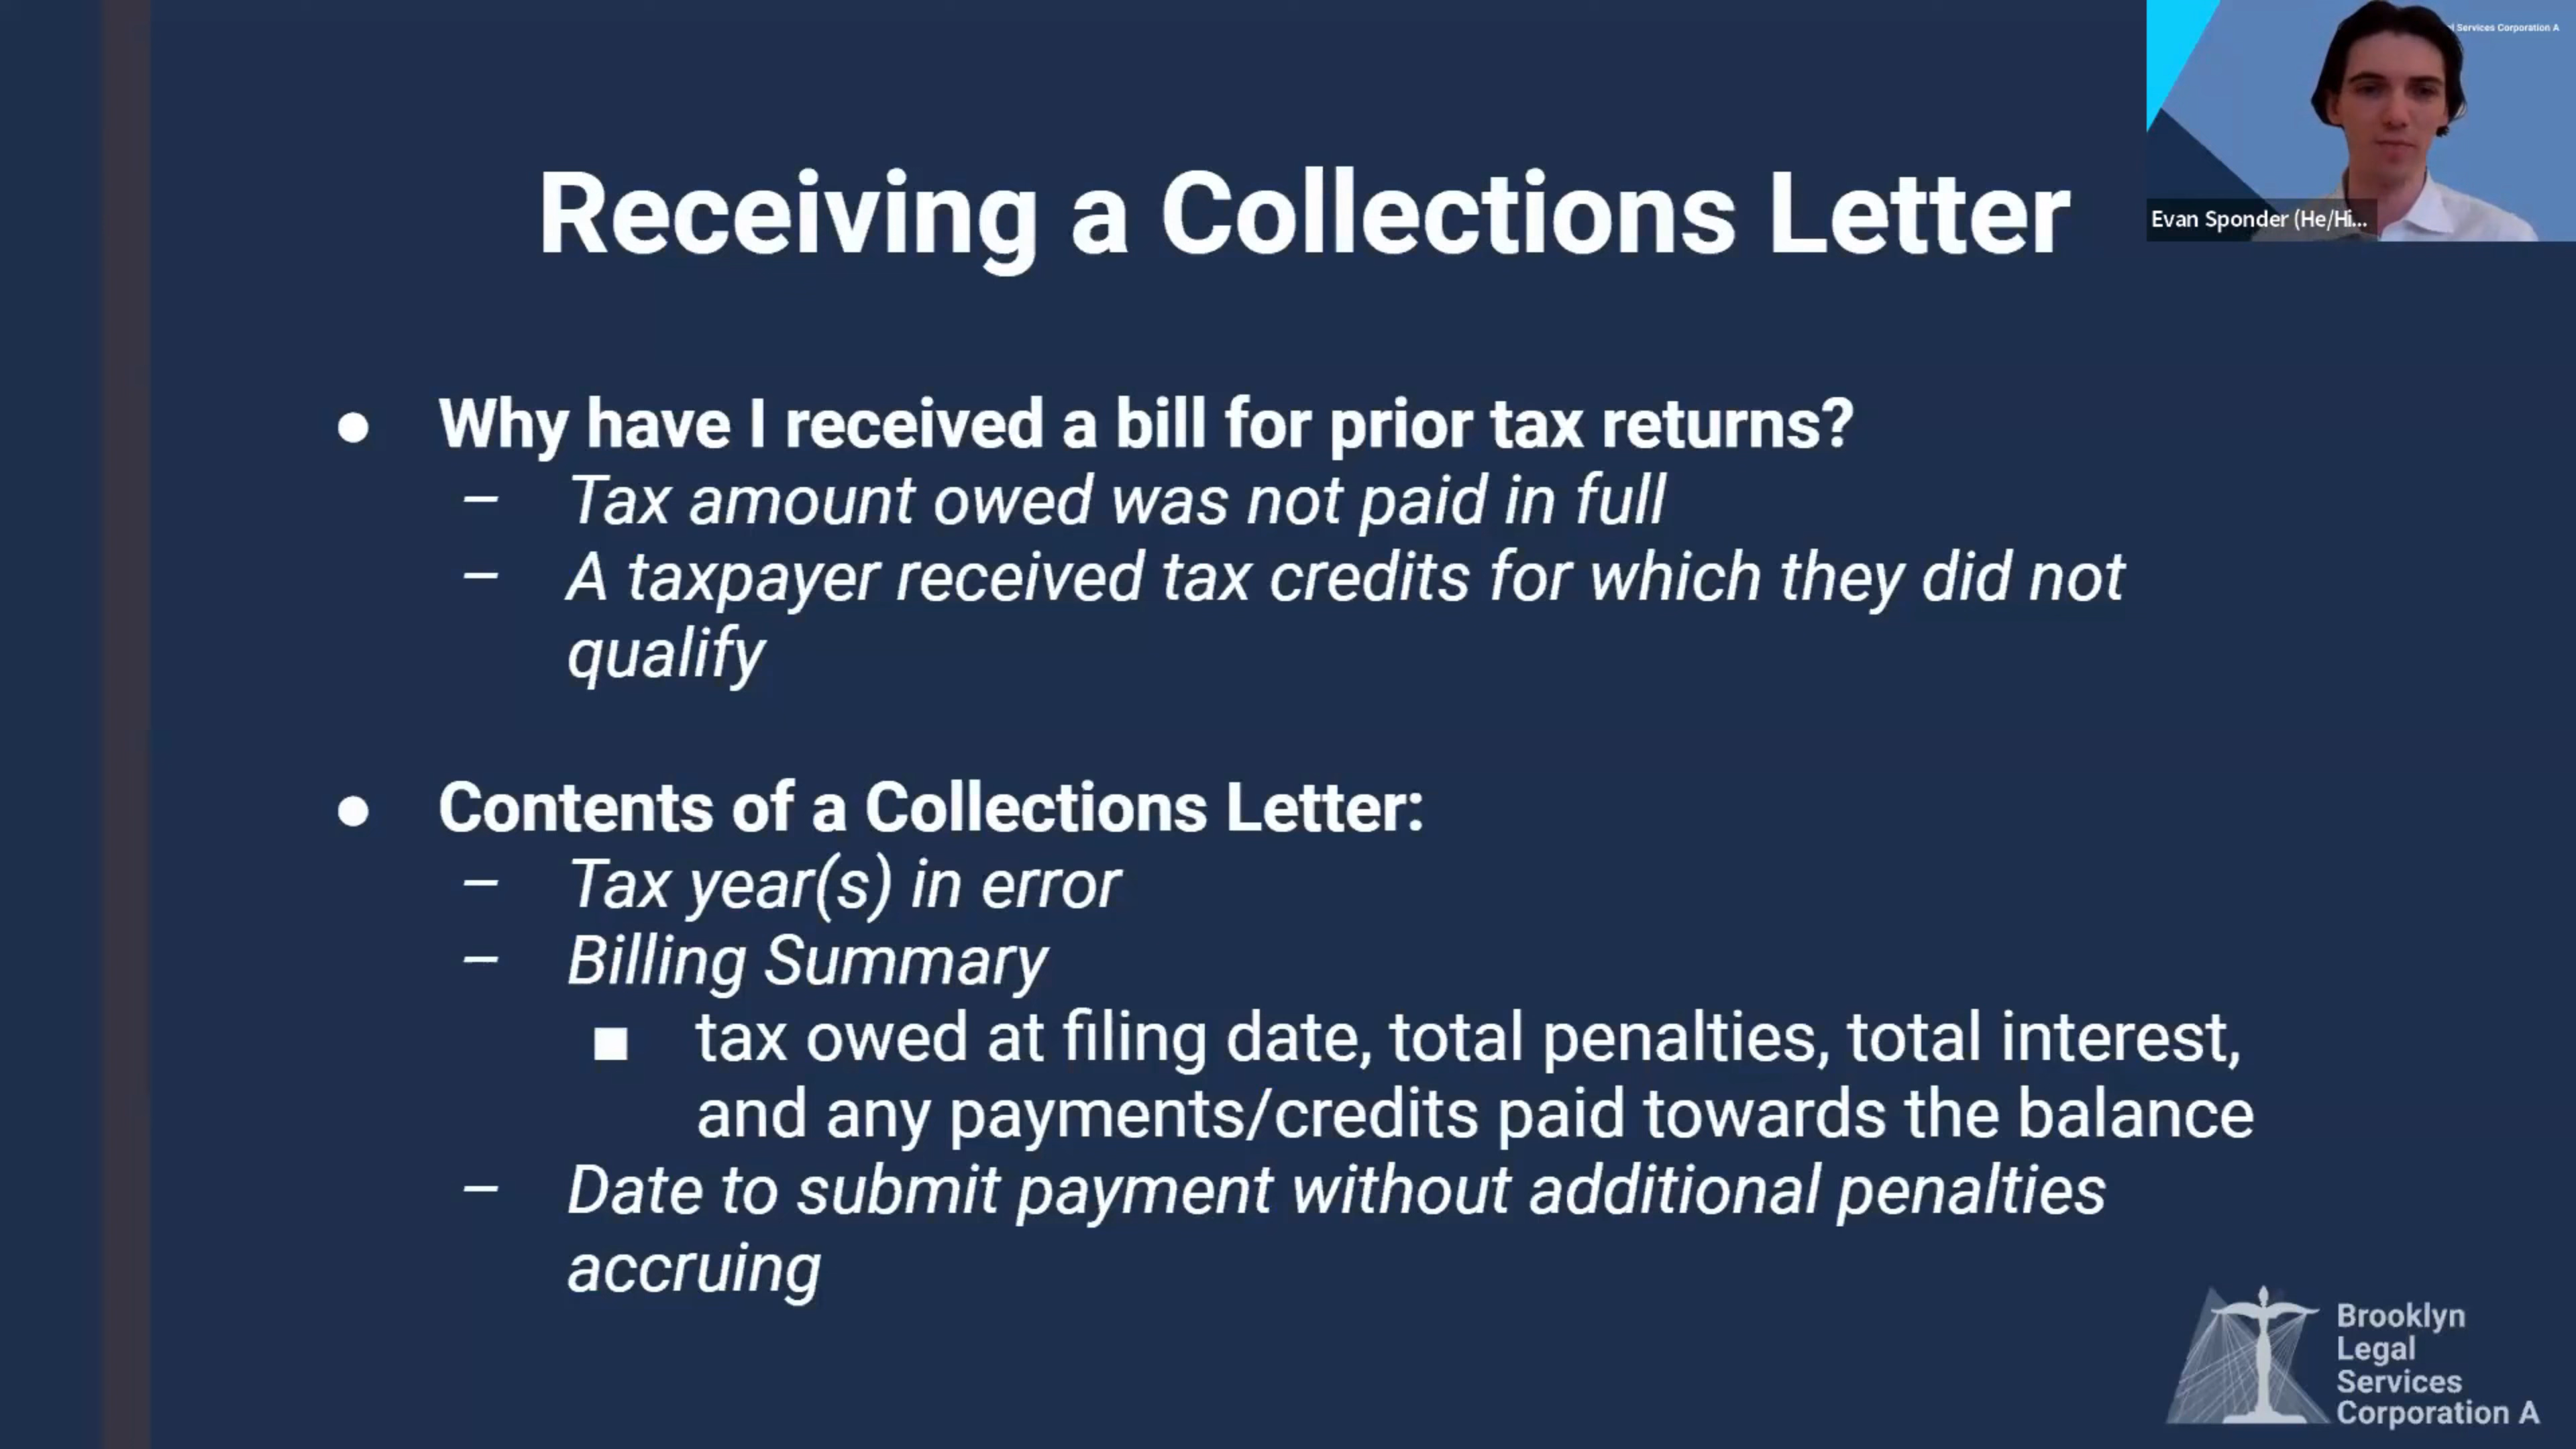 Services Corporation A
Evan Sponder (He/Hi...
Receiving a Collections Letter
● Why have I received a bill for prior tax returns?
– Tax amount owed was not paid in full
– A taxpayer received tax credits for which they did not
qualify
● Contents of a Collections Letter:
– Tax year(s) in error
– Billing Summary
■ tax owed at filing date, total penalties, total interest,
and any payments/credits paid towards the balance
– Date to submit payment without additional penalties
accruing
Brooklyn
Legal
Services
Corporation A